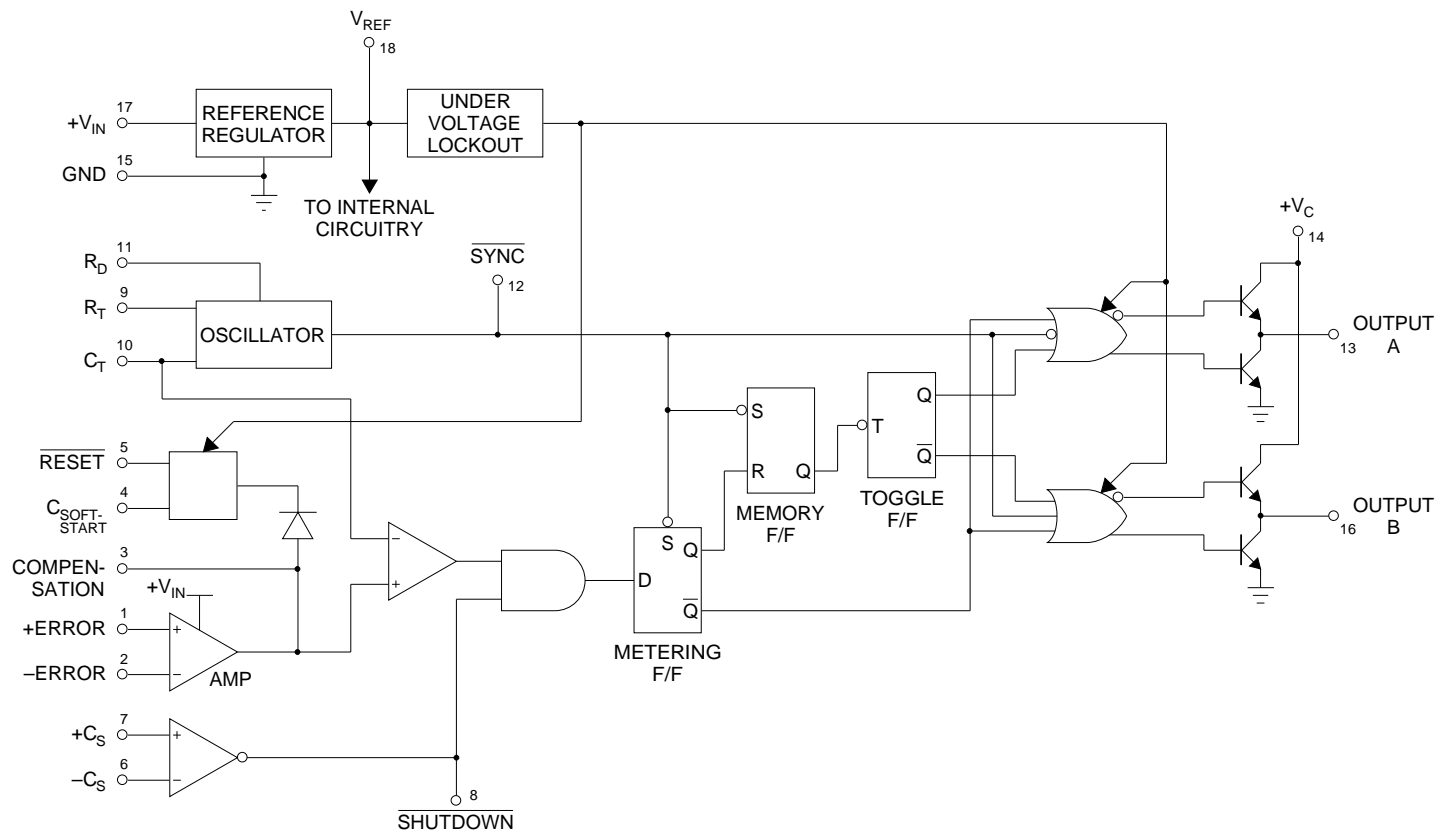 V_REF
18
17
+V_IN
REFERENCE
REGULATOR
UNDER
VOLTAGE
LOCKOUT
15
GND
TO INTERNAL
CIRCUITRY
+V_C
14
11
R_D
SYNC
12
9
R_T
OSCILLATOR
10
C_T
OUTPUT
A
13
S
R
Q
MEMORY
F/F
Q
T
Q
TOGGLE
F/F
5
RESET
4
C_SOFT-
START
3
COMPEN-
SATION
+V_IN
1
+ERROR
+
2
–ERROR
–
AMP
–
+
S
Q
D
Q
METERING
F/F
OUTPUT
B
16
7
+C_S
+
6
–C_S
–
8
SHUTDOWN